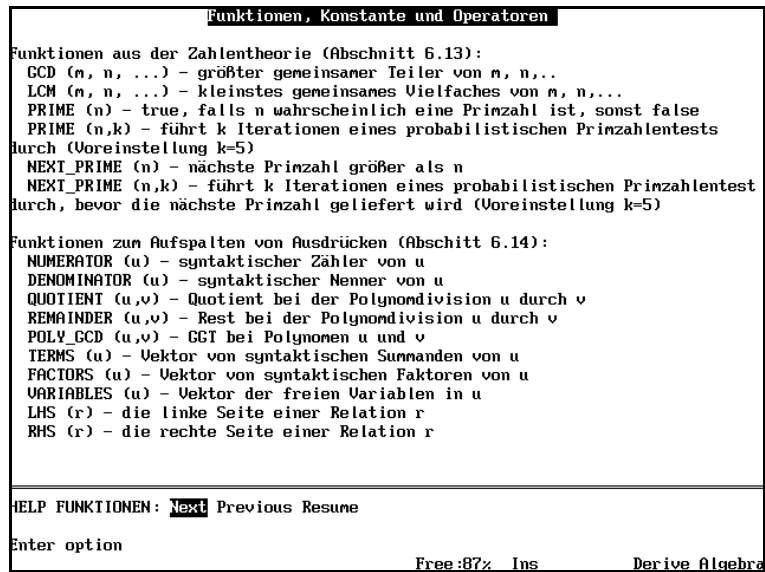 Funktionen, Konstante und Operatoren
Funktionen aus der Zahlentheorie (Abschnitt 6.13):
GCD (m, n, ...) – größter gemeinsamer Teiler von m, n,..
LCM (m, n, ...) – kleinstes gemeinsames Vielfaches von m, n,...
PRIME (n) – true, falls n wahrscheinlich eine Primzahl ist, sonst false
PRIME (n,k) – führt k Iterationen eines probabilistischen Primzahlentests
durch (Voreinstellung k=5)
NEXT_PRIME (n) – nächste Primzahl größer als n
NEXT_PRIME (n,k) – führt k Iterationen eines probabilistischen Primzahlentest
durch, bevor die nächste Primzahl geliefert wird (Voreinstellung k=5)
Funktionen zum Aufspalten von Ausdrücken (Abschitt 6.14):
NUMERATOR (u) – syntaktischer Zähler von u
DENOMINATOR (u) – syntaktischer Nenner von u
QUOTIENT (u,v) – Quotient bei der Polynomdivision u durch v
REMAINDER (u,v) – Rest bei der Polynomdivision u durch v
POLY_GCD (u,v) – GGT bei Polynomen u und v
TERMS (u) – Vektor von syntaktischen Summanden von u
FACTORS (u) – Vektor von syntaktischen Faktoren von u
VARIABLES (u) – Vektor der freien Variablen in u
LHS (r) – die linke Seite einer Relation r
RHS (r) – die rechte Seite einer Relation r
HELP FUNKTIONEN: Next Previous Resume
Enter option
Free:87% Ins Derive Algebra